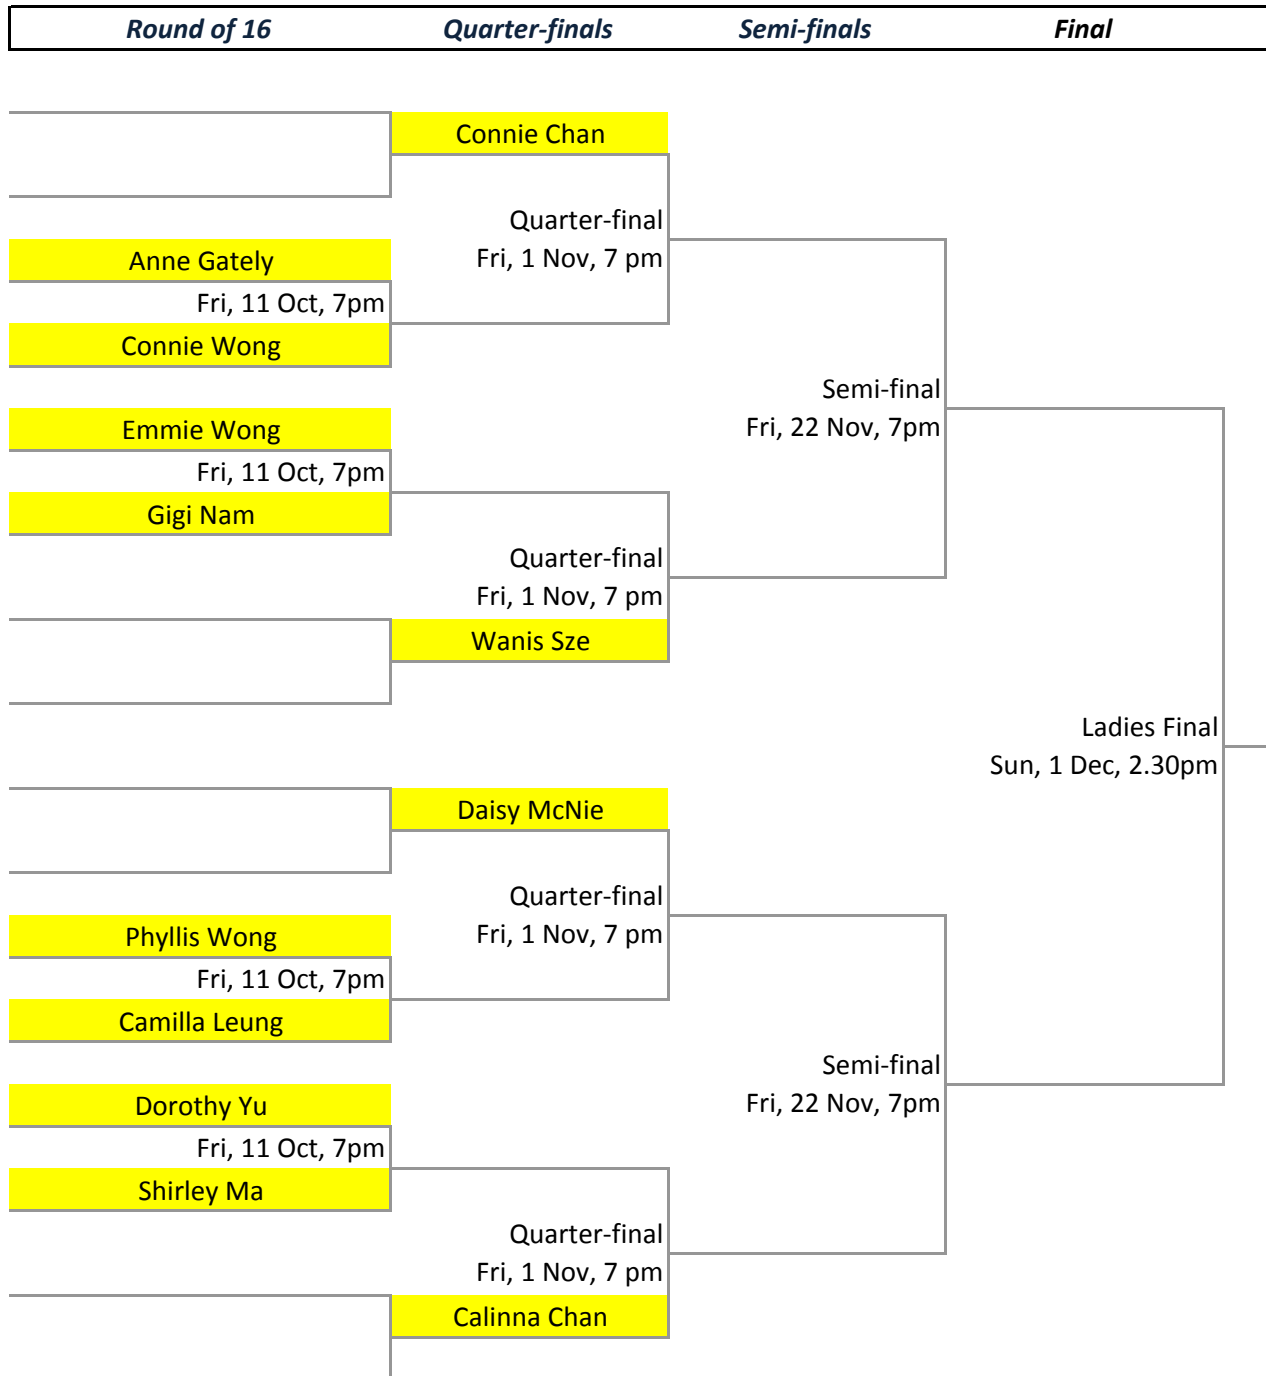 Round of 16 Quarter-finals Semi-finals Final
Connie Chan
Quarter-final
Fri, 1 Nov, 7 pm
Anne Gately
Fri, 11 Oct, 7pm
Connie Wong
Semi-final
Fri, 22 Nov, 7pm
Emmie Wong
Fri, 11 Oct, 7pm
Gigi Nam
Quarter-final
Fri, 1 Nov, 7 pm
Wanis Sze
Ladies Final
Sun, 1 Dec, 2.30pm
Daisy McNie
Quarter-final
Fri, 1 Nov, 7 pm
Phyllis Wong
Fri, 11 Oct, 7pm
Camilla Leung
Semi-final
Fri, 22 Nov, 7pm
Dorothy Yu
Fri, 11 Oct, 7pm
Shirley Ma
Quarter-final
Fri, 1 Nov, 7 pm
Calinna Chan